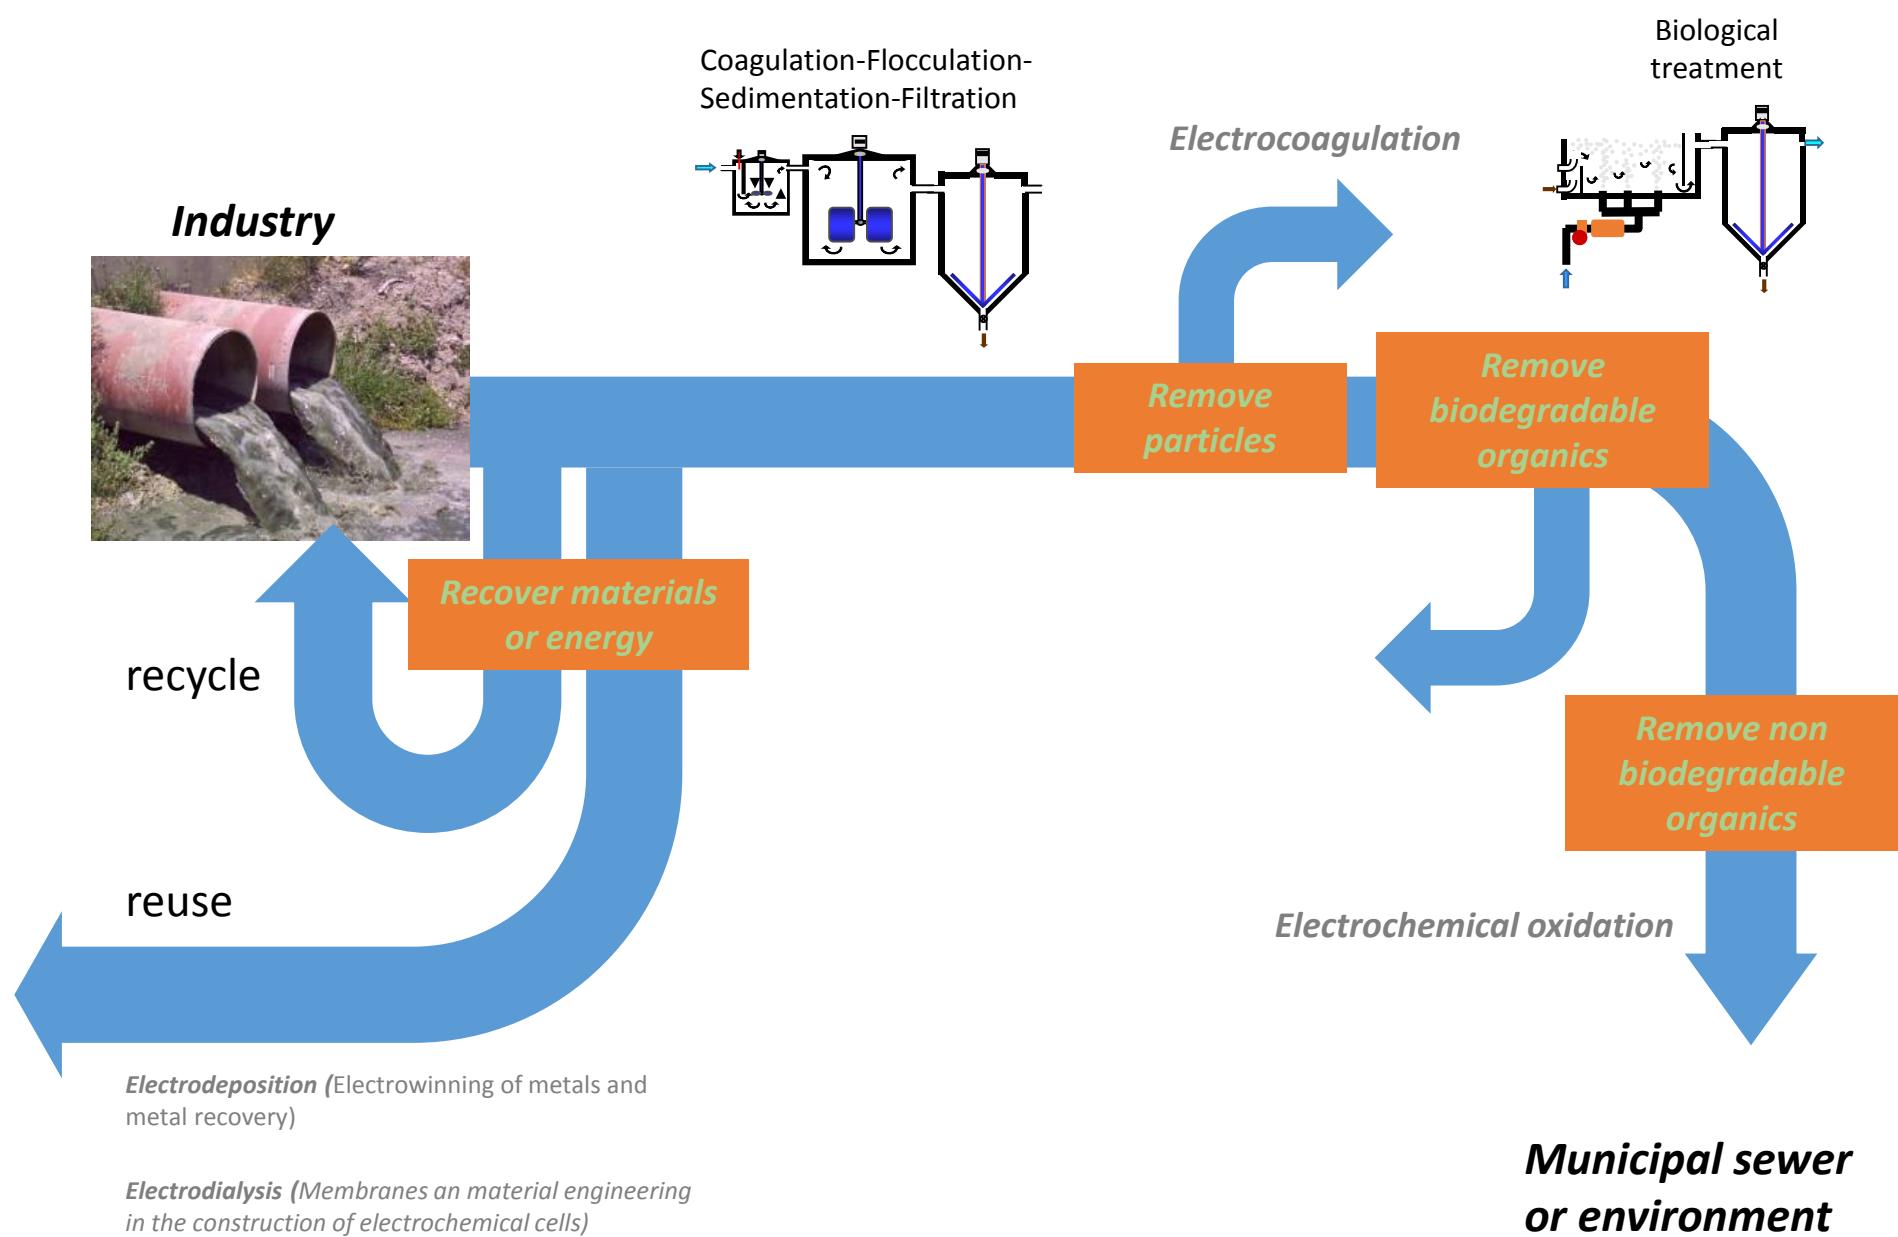 Biological
treatment
Coagulation-Flocculation-
Sedimentation-Filtration
Electrocoagulation
Industry
Remove
particles
Remove
biodegradable
organics
Recover materials
or energy
recycle
Remove non
biodegradable
organics
reuse
Electrochemical oxidation
Electrodeposition (Electrowinning of metals and
metal recovery)
Electrodialysis (Membranes an material engineering
in the construction of electrochemical cells)
Municipal sewer
or environment